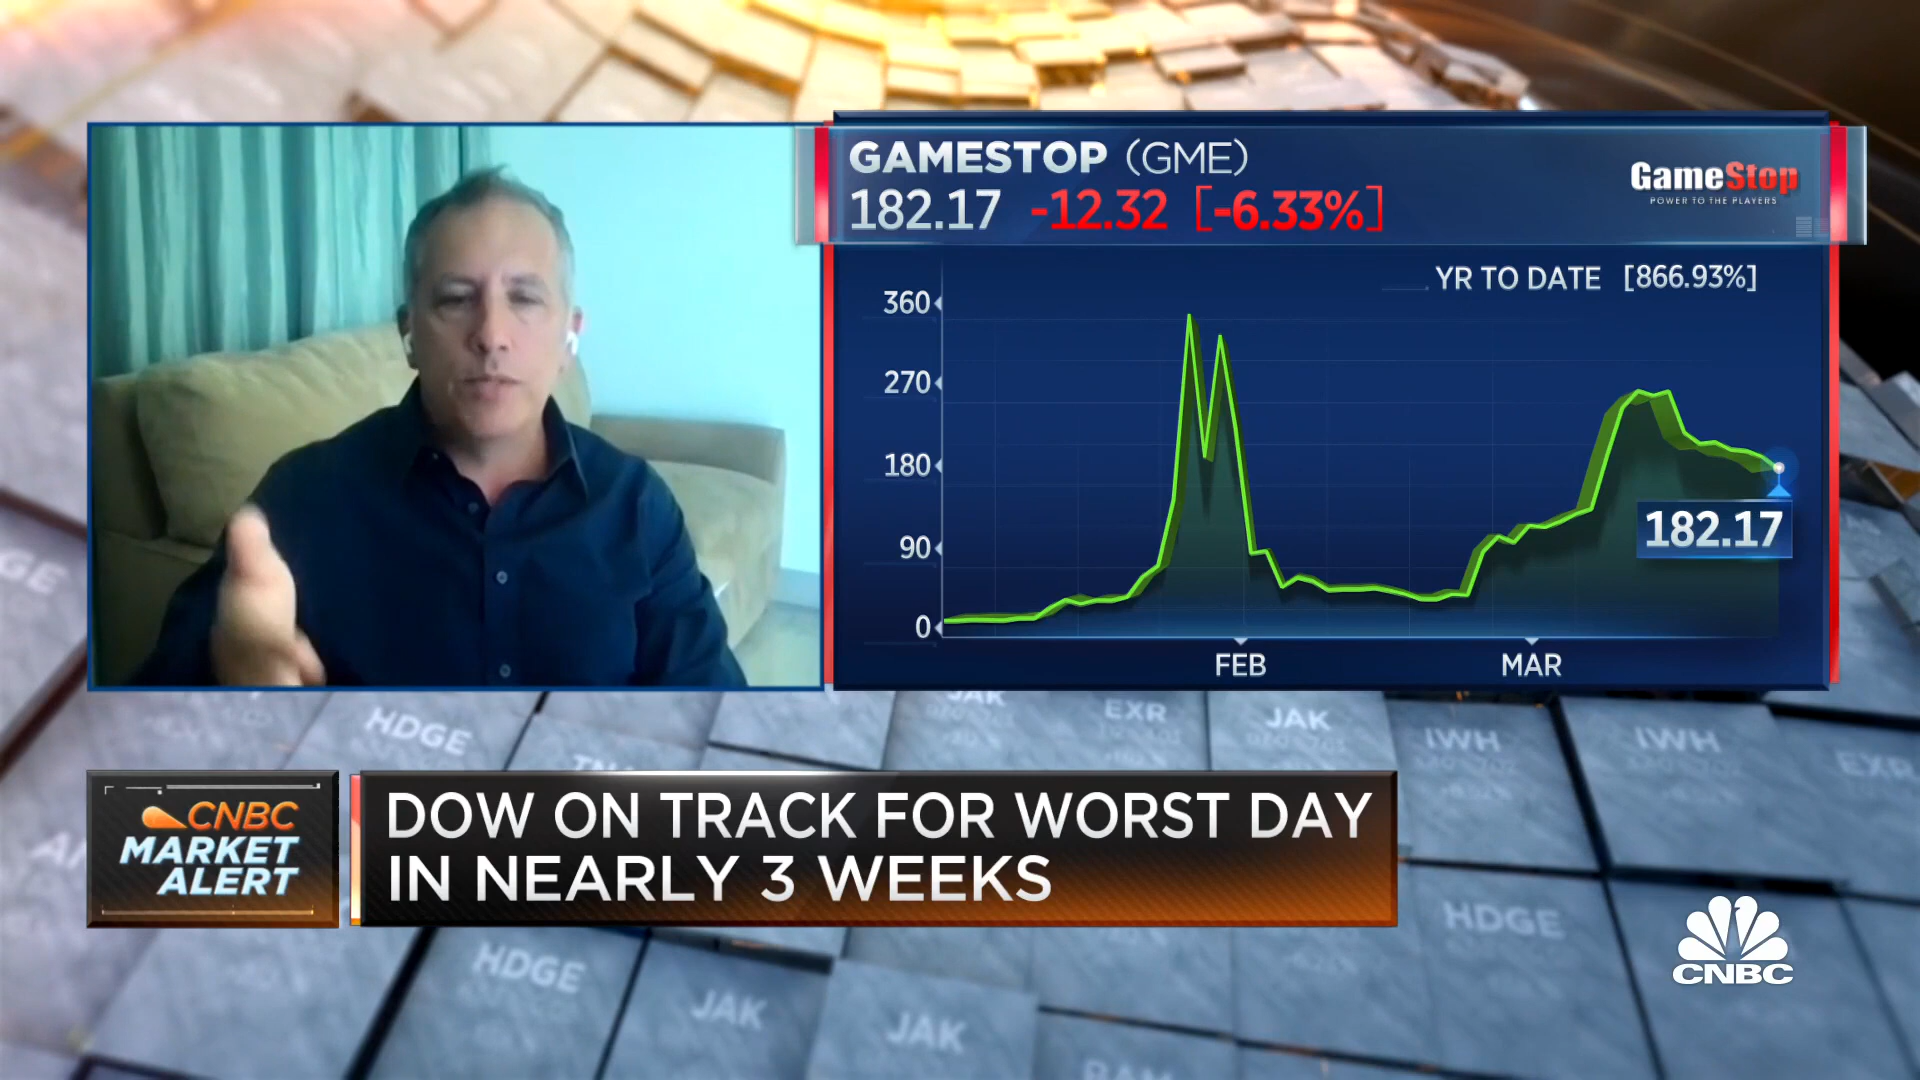 GAMESTOP (GME)
182.17 -12.32 [-6.33%]
GameStop
POWER TO THE PLAYERS
YR TO DATE [866.93%]
360
270
180
90
0
182.17
FEB
MAR
JAK
EXR
JAK
HDGE
IWH
IWH
EXR
CNBC
MARKET
ALERT
DOW ON TRACK FOR WORST DAY
IN NEARLY 3 WEEKS
HDGE
HDGE
JAK
JAK
CNBC